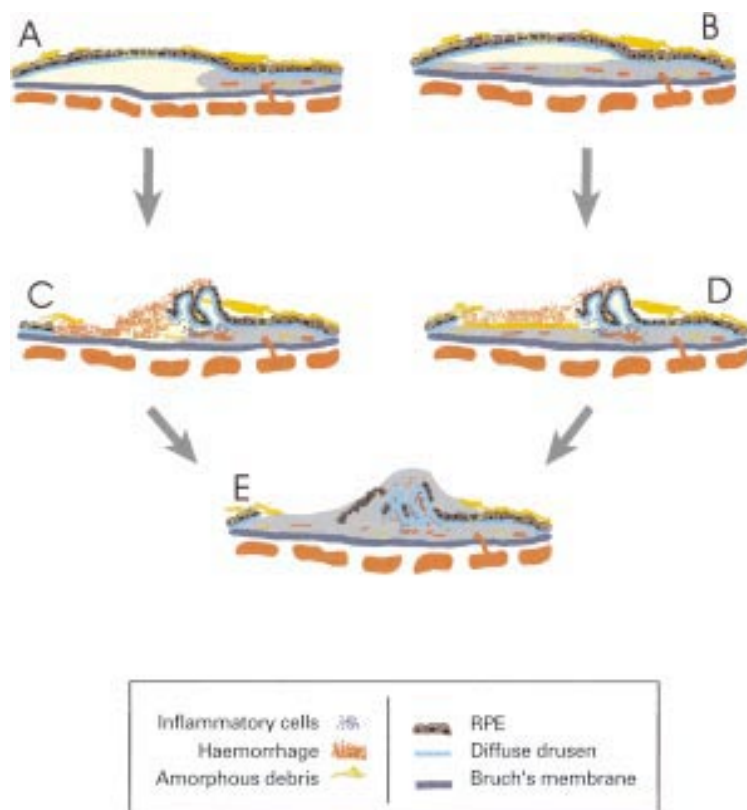 A
B
C
D
E
Inflammatory cells
Haemorrhage
Amorphous debris
RPE
Diffuse drusen
Bruch's membrane